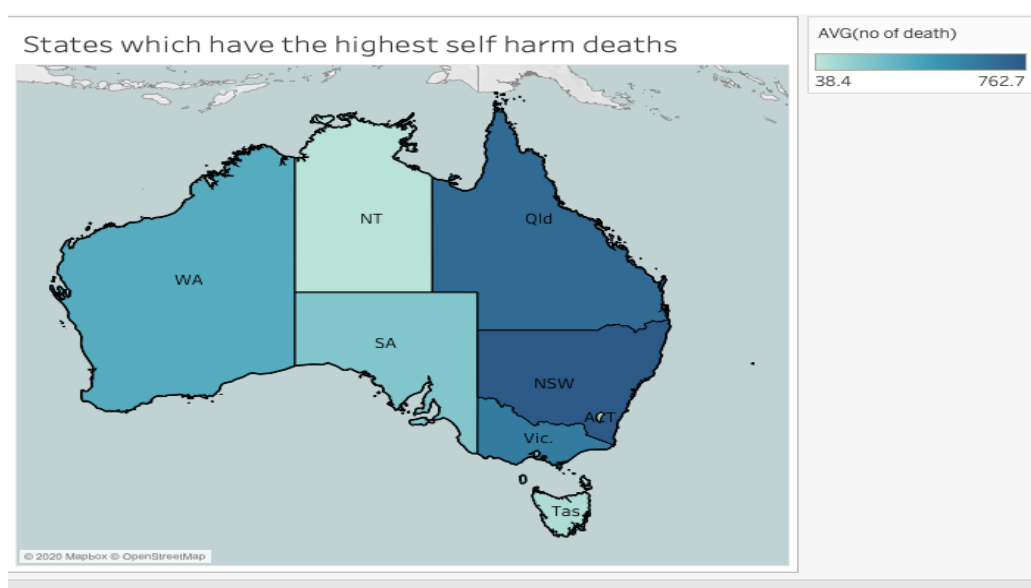 States which have the highest self harm deaths
AVG(no of death)
38.4 762.7
NT
Qld
WA
SA
NSW
ACT
Vic.
Tas
© 2020 Mapbox © OpenStreetMap